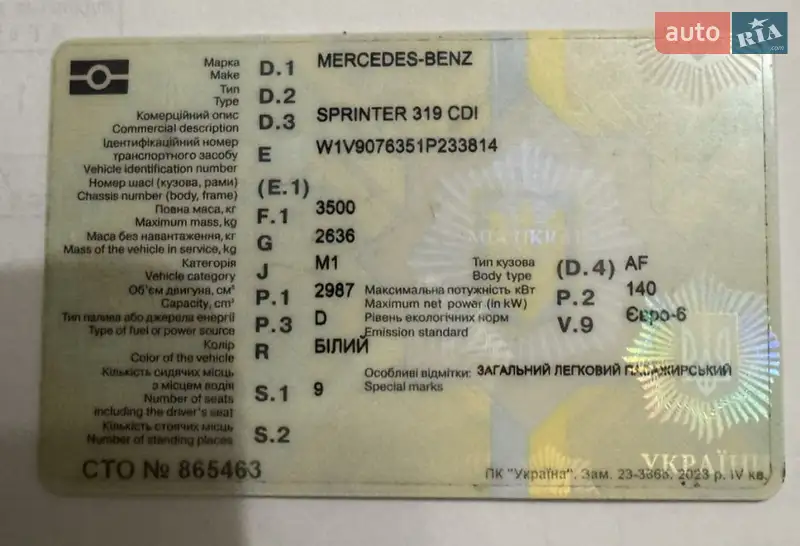 auto RIA.com
Марка
Make D.1 MERCEDES-BENZ
Тип
Type D.2
Комерційний опис
Commercial description D.3 SPRINTER 319 CDI
Ідентифікаційний номер
транспортного засобу
Vehicle identification number E W1V9076351P233814
Номер шасі (кузова, рами)
Chassis number (body, frame) (E.1)
Повна маса, кг
Maximum mass, kg F.1 3500
Маса без навантаження, кг
Mass of the vehicle in service, kg G 2636
Категорія
Vehicle category J M1 Тип кузова
Body type (D.4) AF
Об'єм двигуна, см³
Capacity, cm³ P.1 2987 Максимальна потужність кВт
Maximum net power (in kW) P.2 140
Тип палива або джерела енергії
Type of fuel or power source P.3 D Рівень екологічних норм
Emission standard V.9 Євро-6
Колір
Color of the vehicle R БІЛИЙ
Кількість сидячих місць
з місцем водія
Number of seats
including the driver's seat S.1 9 Особливі відмітки: ЗАГАЛЬНИЙ ЛЕГКОВИЙ
Special marks
Кількість стоячих місць
Number of standing places S.2
СТО № 865463
УКРАЇНА
ПК "Україна". Зам. 23-3368. 2023 р. IV кв.